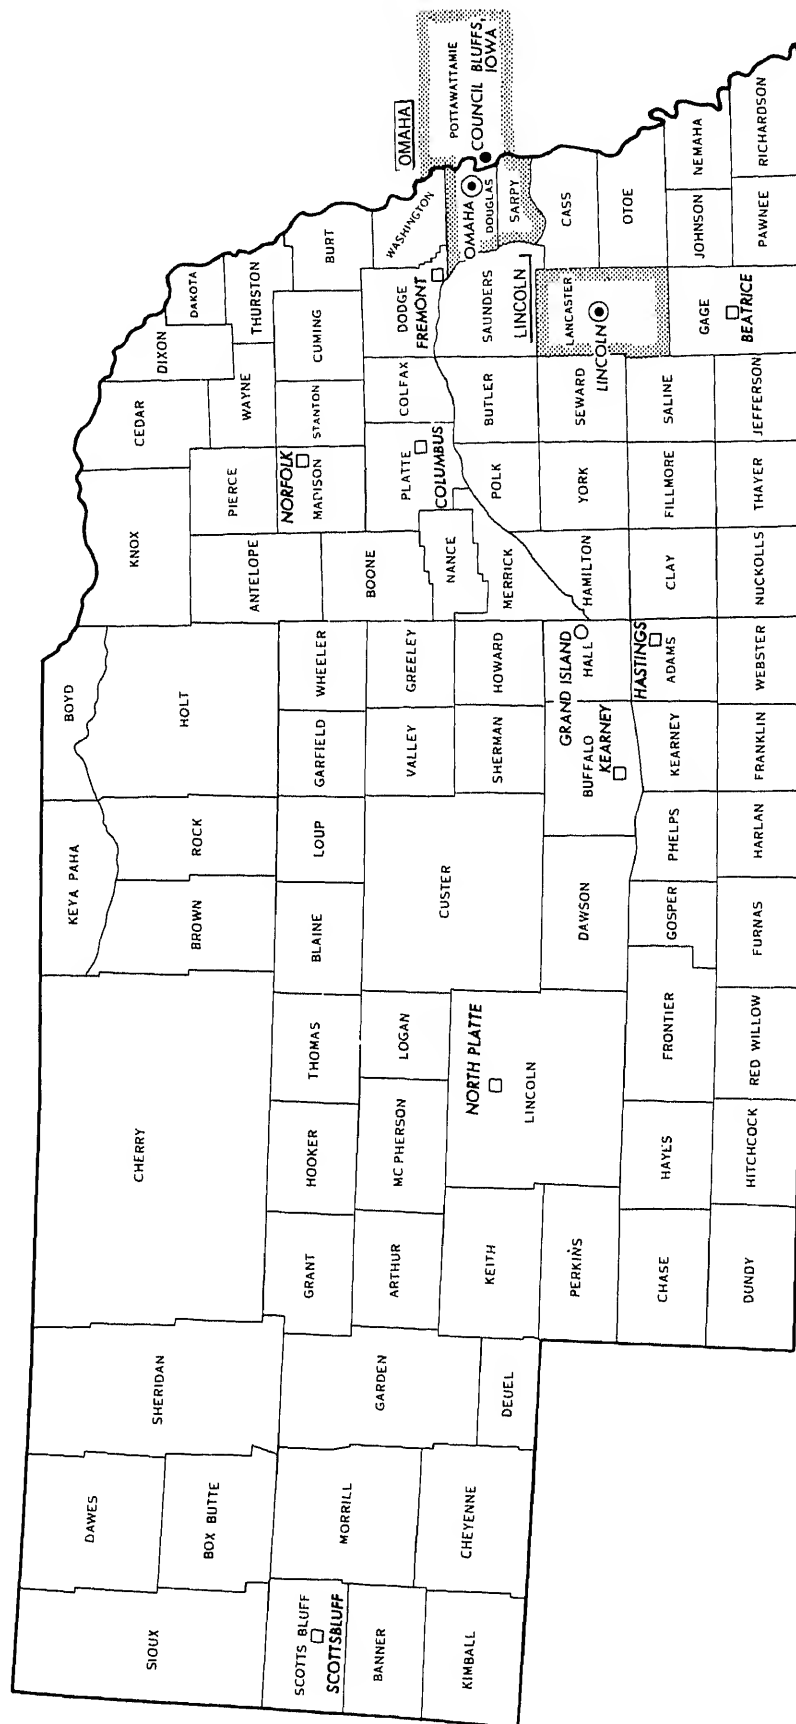 SIOUX
DAWES
BOX BUTTE
SHERIDAN
SCOTTS BLUFF
SCOTTSBLUFF
BANNER
KIMBALL
MORRILL
CHEYENNE
GARDEN
DEUEL
CHERRY
GRANT
HOOKER
THOMAS
ARTHUR
MC PHERSON
LOGAN
KEITH
NORTH PLATTE
LINCOLN
PERKINS
CHASE
HAYES
FRONTIER
DUNDY
HITCHCOCK
RED WILLOW
KEYA PAHA
BOYD
BROWN
ROCK
HOLT
BLAINE
LOUP
GARFIELD
WHEELER
CUSTER
VALLEY
GREELEY
SHERMAN
HOWARD
DAWSON
BUFFALO
KEARNEY
GRAND ISLAND
HALL
GOSPER
PHELPS
KEARNEY
HASTINGS
ADAMS
FURNAS
HARLAN
FRANKLIN
WEBSTER
KNOX
CEDAR
DIXON
DAKOTA
ANTELOPE
PIERCE
WAYNE
THURSTON
NORFOLK
MADISON
STANTON
CUMING
BURT
BOONE
PLATTE
COLUMBUS
COLFAX
DODGE
FREMONT
WASHINGTON
NANCE
MERRICK
POLK
BUTLER
SAUNDERS
OMAHA
OMAHA
DOUGLAS
SARPY
POTTAWATTAMIE
COUNCIL BLUFFS,
IOWA
HAMILTON
YORK
SEWARD
LINCOLN
LANCASTER
LINCOLN
CASS
OTOE
CLAY
FILLMORE
SALINE
GAGE
BEATRICE
JOHNSON
NEMAHA
NUCKOLLS
THAYER
JEFFERSON
PAWNEE
RICHARDSON